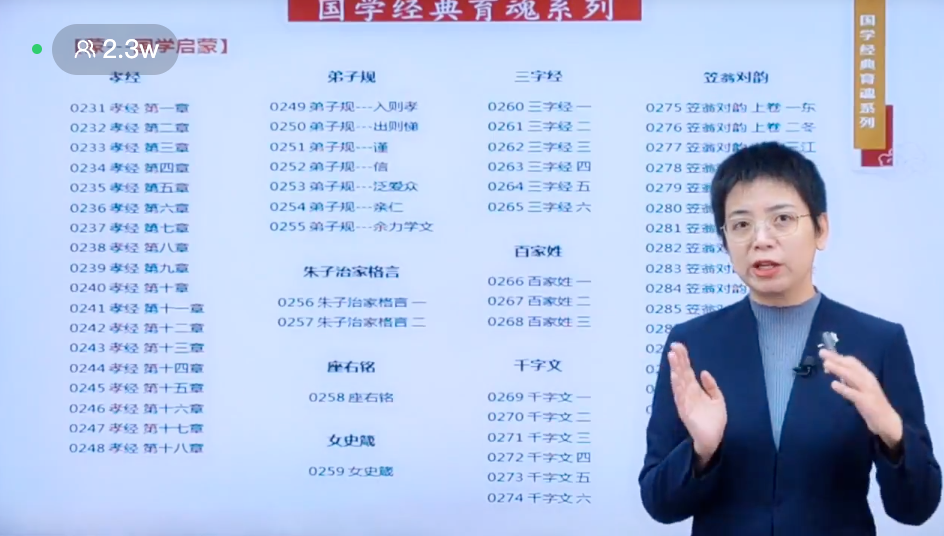 国学经典育魂系列
2.3w
国学启蒙】
孝经
0231 孝经 第一章
0232 孝经 第二章
0233 孝经 第三章
0234 孝经 第四章
0235 孝经 第五章
0236 孝经 第六章
0237 孝经 第七章
0238 孝经 第八章
0239 孝经 第九章
0240 孝经 第十章
0241 孝经 第十一章
0242 孝经 第十二章
0243 孝经 第十三章
0244 孝经 第十四章
0245 孝经 第十五章
0246 孝经 第十六章
0247 孝经 第十七章
0248 孝经 第十八章
弟子规
0249 弟子规---入则孝
0250 弟子规---出则悌
0251 弟子规---谨
0252 弟子规---信
0253 弟子规---泛爱众
0254 弟子规---亲仁
0255 弟子规---余力学文
朱子治家格言
0256 朱子治家格言 一
0257 朱子治家格言 二
座右铭
0258 座右铭
女史箴
0259 女史箴
三字经
0260 三字经 一
0261 三字经 二
0262 三字经 三
0263 三字经 四
0264 三字经 五
0265 三字经 六
百家姓
0266 百家姓 一
0267 百家姓 二
0268 百家姓 三
千字文
0269 千字文 一
0270 千字文 二
0271 千字文 三
0272 千字文 四
0273 千字文 五
0274 千字文 六
笠翁对韵
0275 笠翁对韵 上卷 一东
0276 笠翁对韵 上卷 二冬
0277 笠翁对韵 三江
0278 笠翁
0279 笠
0280 笠
0281 笠
0282 笠翁
0283 笠翁对
0284 笠翁对韵
0285 笠翁
028
国学经典育魂系列